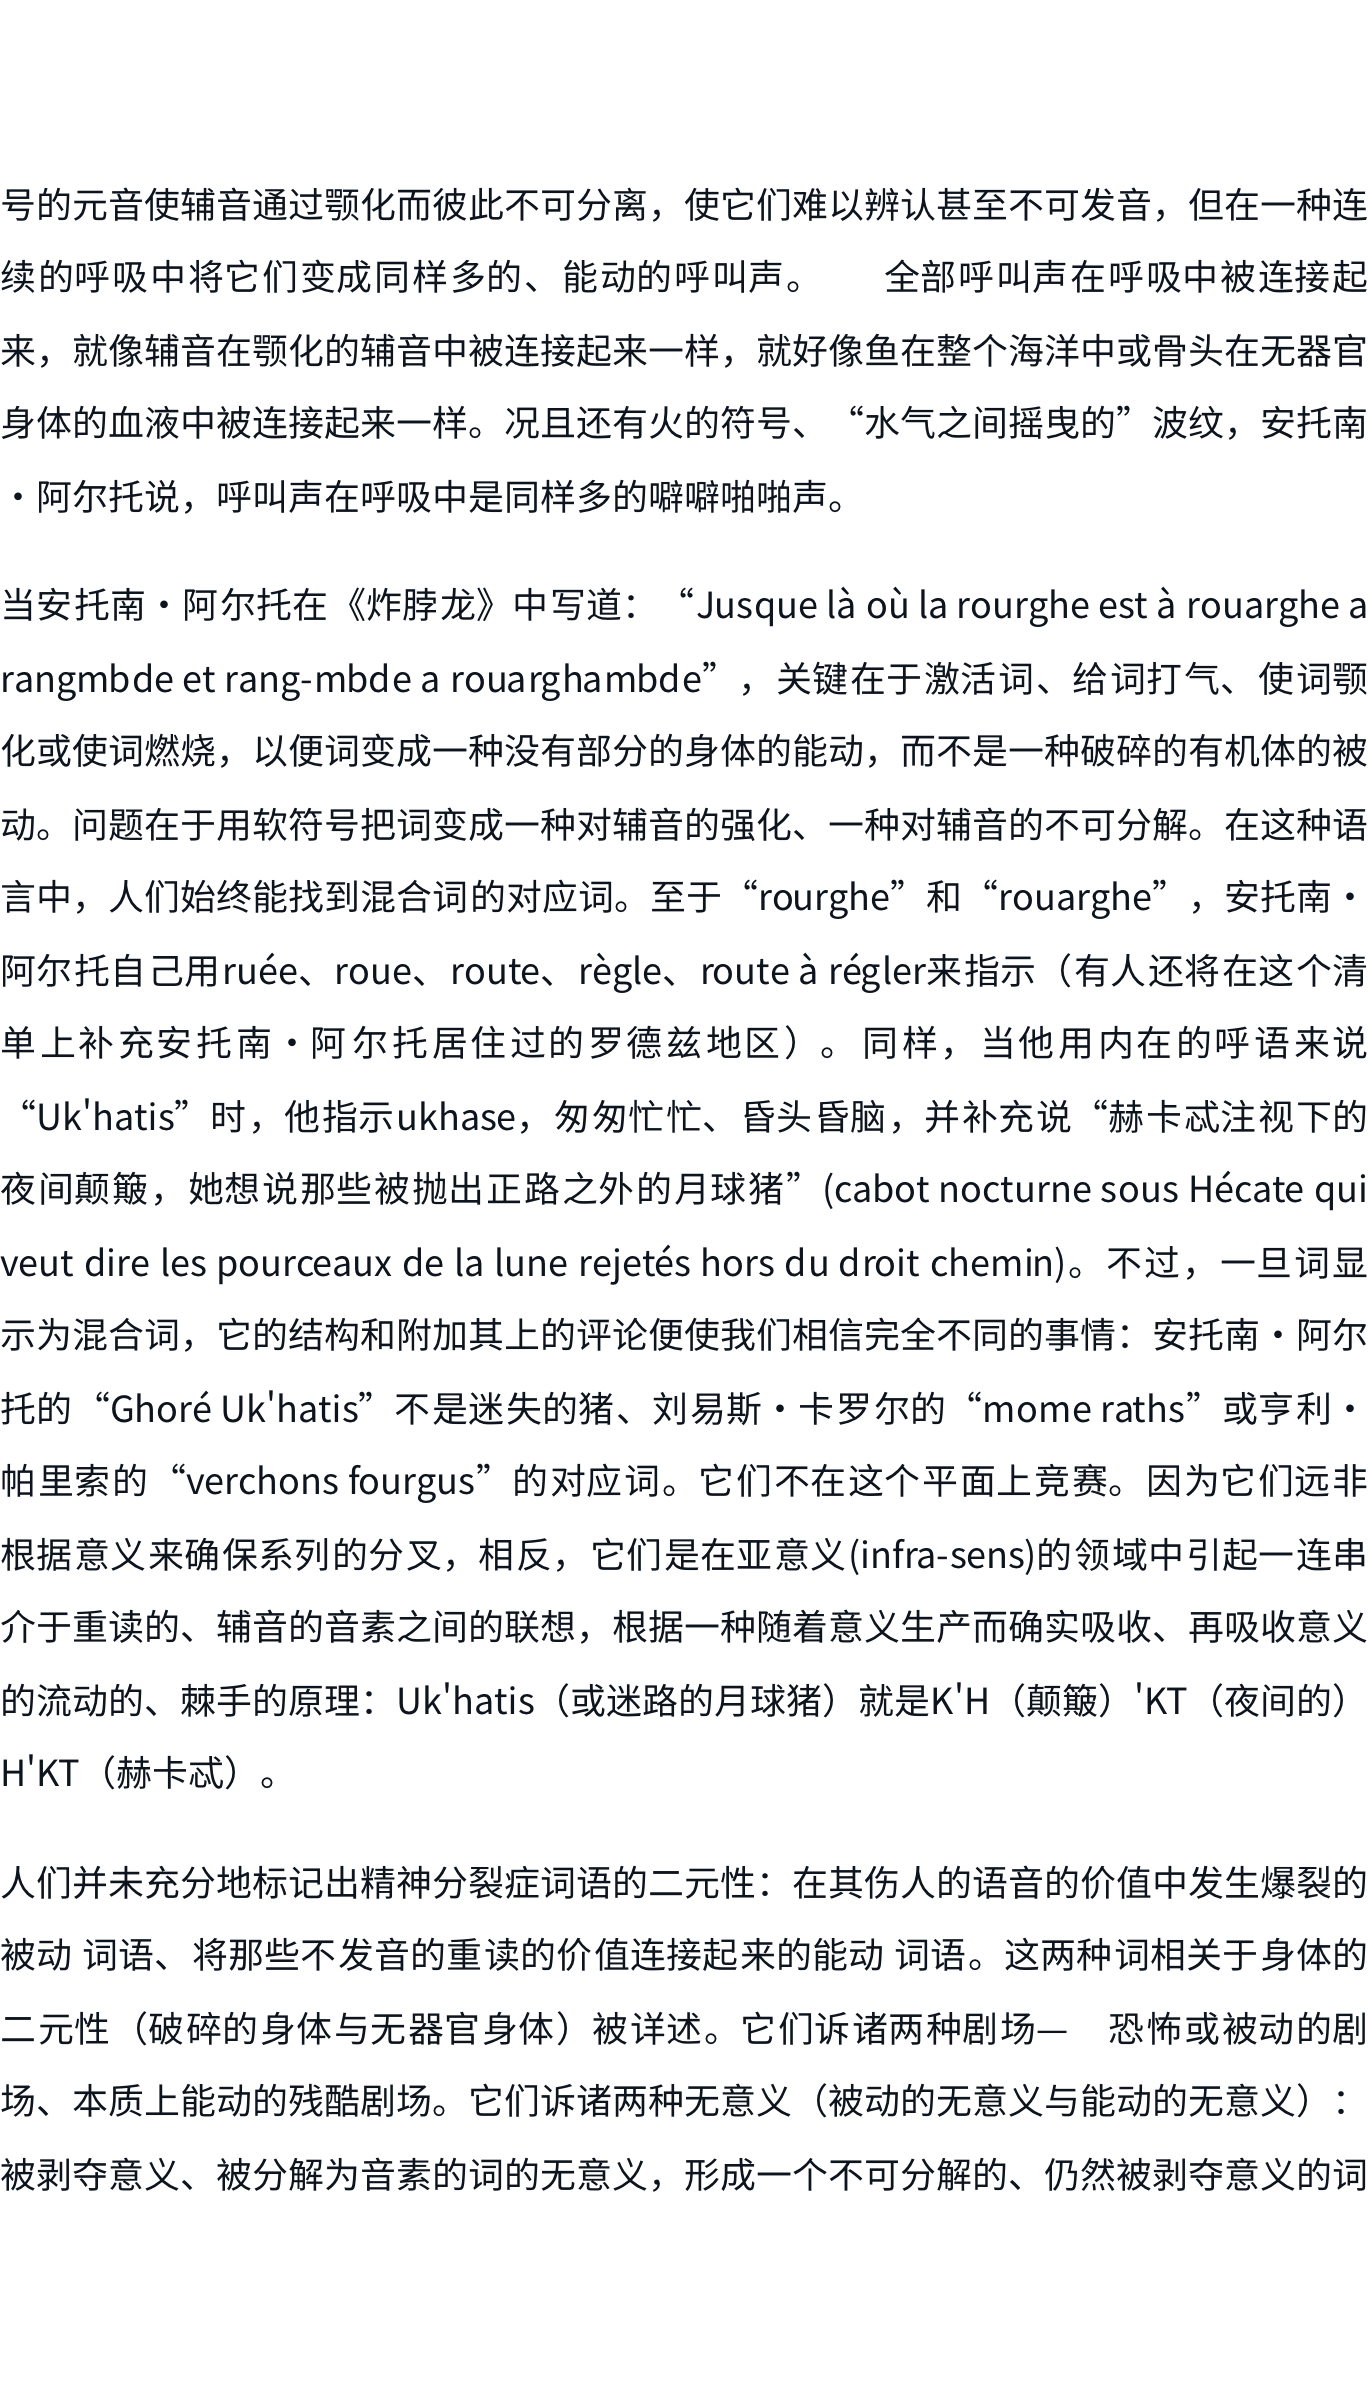 号的元音使辅音通过颚化而彼此不可分离，使它们难以辨认甚至不可发音，但在一种连
续的呼吸中将它们变成同样多的、能动的呼叫声。　　全部呼叫声在呼吸中被连接起
来，就像辅音在颚化的辅音中被连接起来一样，就好像鱼在整个海洋中或骨头在无器官
身体的血液中被连接起来一样。况且还有火的符号、“水气之间摇曳的”波纹，安托南
·阿尔托说，呼叫声在呼吸中是同样多的噼噼啪啪声。
当安托南·阿尔托在《炸脖龙》中写道：“Jusque là où la rourghe est à rouarghe a
rangmbde et rang-mbde a rouarghambde”，关键在于激活词、给词打气、使词颚
化或使词燃烧，以便词变成一种没有部分的身体的能动，而不是一种破碎的有机体的被
动。问题在于用软符号把词变成一种对辅音的强化、一种对辅音的不可分解。在这种语
言中，人们始终能找到混合词的对应词。至于“rourghe”和“rouarghe”，安托南·
阿尔托自己用ruée、roue、route、règle、route à régler来指示（有人还将在这个清
单上补充安托南·阿尔托居住过的罗德兹地区）。同样，当他用内在的呼语来说
“Uk'hatis”时，他指示ukhase，匆匆忙忙、昏头昏脑，并补充说“赫卡忒注视下的
夜间颠簸，她想说那些被抛出正路之外的月球猪”(cabot nocturne sous Hécate qui
veut dire les pourceaux de la lune rejetés hors du droit chemin)。不过，一旦词显
示为混合词，它的结构和附加其上的评论便使我们相信完全不同的事情：安托南·阿尔
托的“Ghoré Uk'hatis”不是迷失的猪、刘易斯·卡罗尔的“mome raths”或亨利·
帕里索的“verchons fourgus”的对应词。它们不在这个平面上竞赛。因为它们远非
根据意义来确保系列的分叉，相反，它们是在亚意义(infra-sens)的领域中引起一连串
介于重读的、辅音的音素之间的联想，根据一种随着意义生产而确实吸收、再吸收意义
的流动的、棘手的原理：Uk'hatis（或迷路的月球猪）就是K'H（颠簸）'KT（夜间的）
H'KT（赫卡忒）。
人们并未充分地标记出精神分裂症词语的二元性：在其伤人的语音的价值中发生爆裂的
被动 词语、将那些不发音的重读的价值连接起来的能动 词语。这两种词相关于身体的
二元性（破碎的身体与无器官身体）被详述。它们诉诸两种剧场—　恐怖或被动的剧
场、本质上能动的残酷剧场。它们诉诸两种无意义（被动的无意义与能动的无意义）：
被剥夺意义、被分解为音素的词的无意义，形成一个不可分解的、仍然被剥夺意义的词